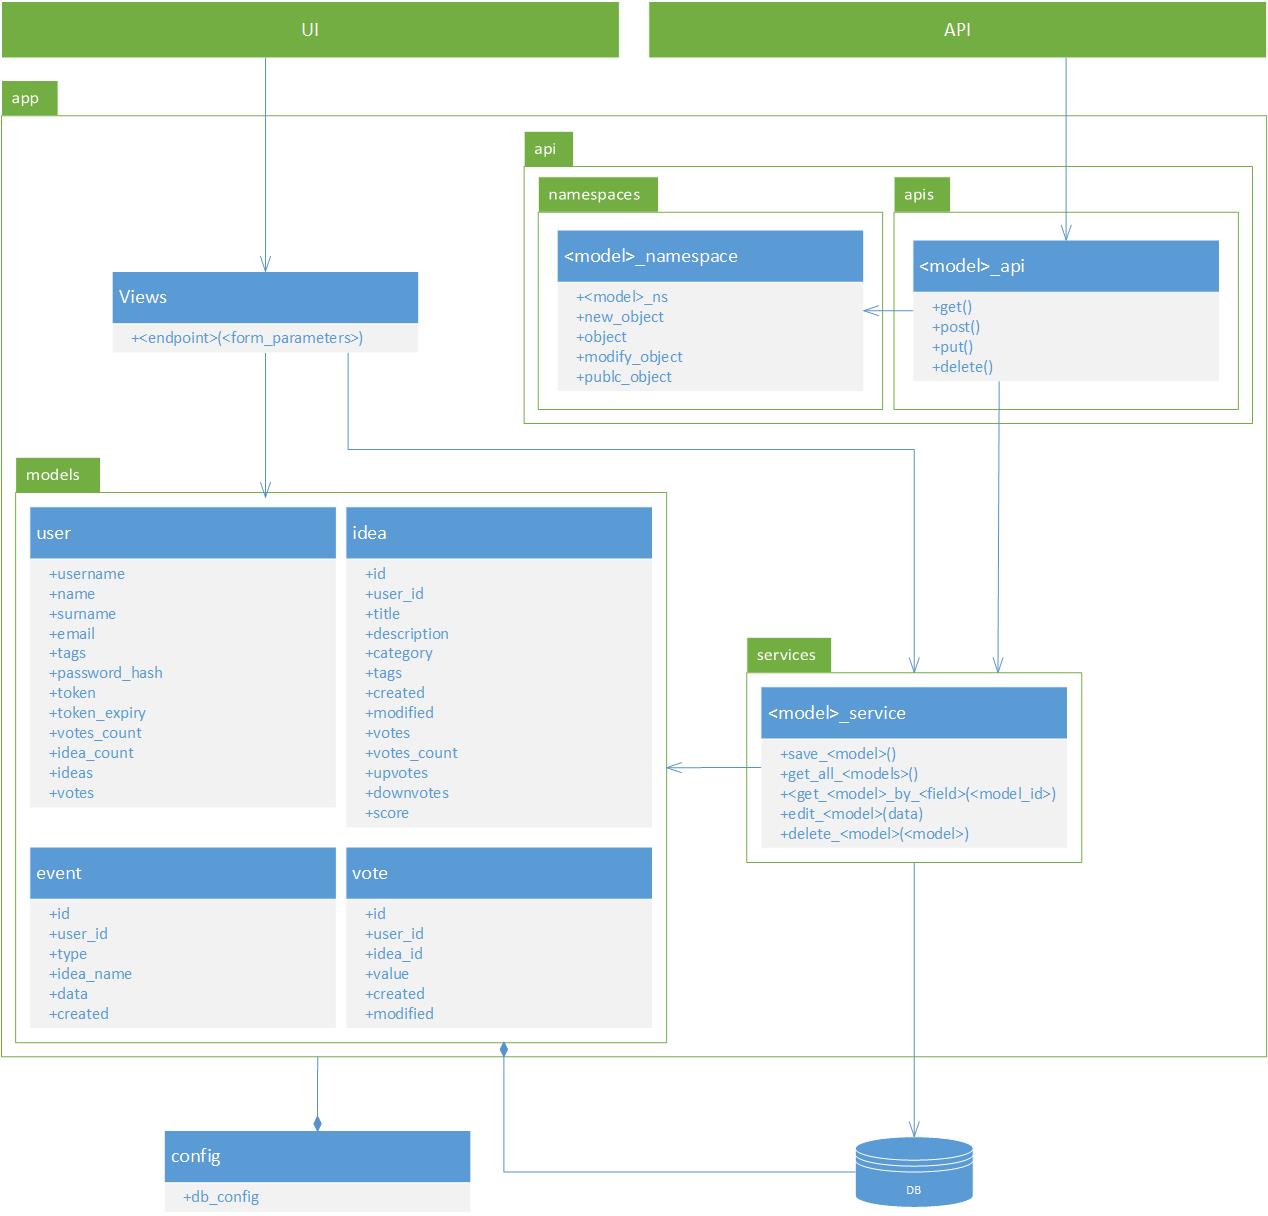 UI
API
app
api
namespaces
apis
<model>_namespace
+<model>_ns
+new_object
+object
+modify_object
+publc_object
<model>_api
+get()
+post()
+put()
+delete()
Views
+<endpoint>(<form_parameters>)
models
user
+username
+name
+surname
+email
+tags
+password_hash
+token
+token_expiry
+votes_count
+idea_count
+ideas
+votes
idea
+id
+user_id
+title
+description
+category
+tags
+created
+modified
+votes
+votes_count
+upvotes
+downvotes
+score
services
<model>_service
+save_<model>()
+get_all_<models>()
+<get_<model>_by_<field>(<model_id>)
+edit_<model>(data)
+delete_<model>(<model>)
event
+id
+user_id
+type
+idea_name
+data
+created
vote
+id
+user_id
+idea_id
+value
+created
+modified
config
+db_config
DB